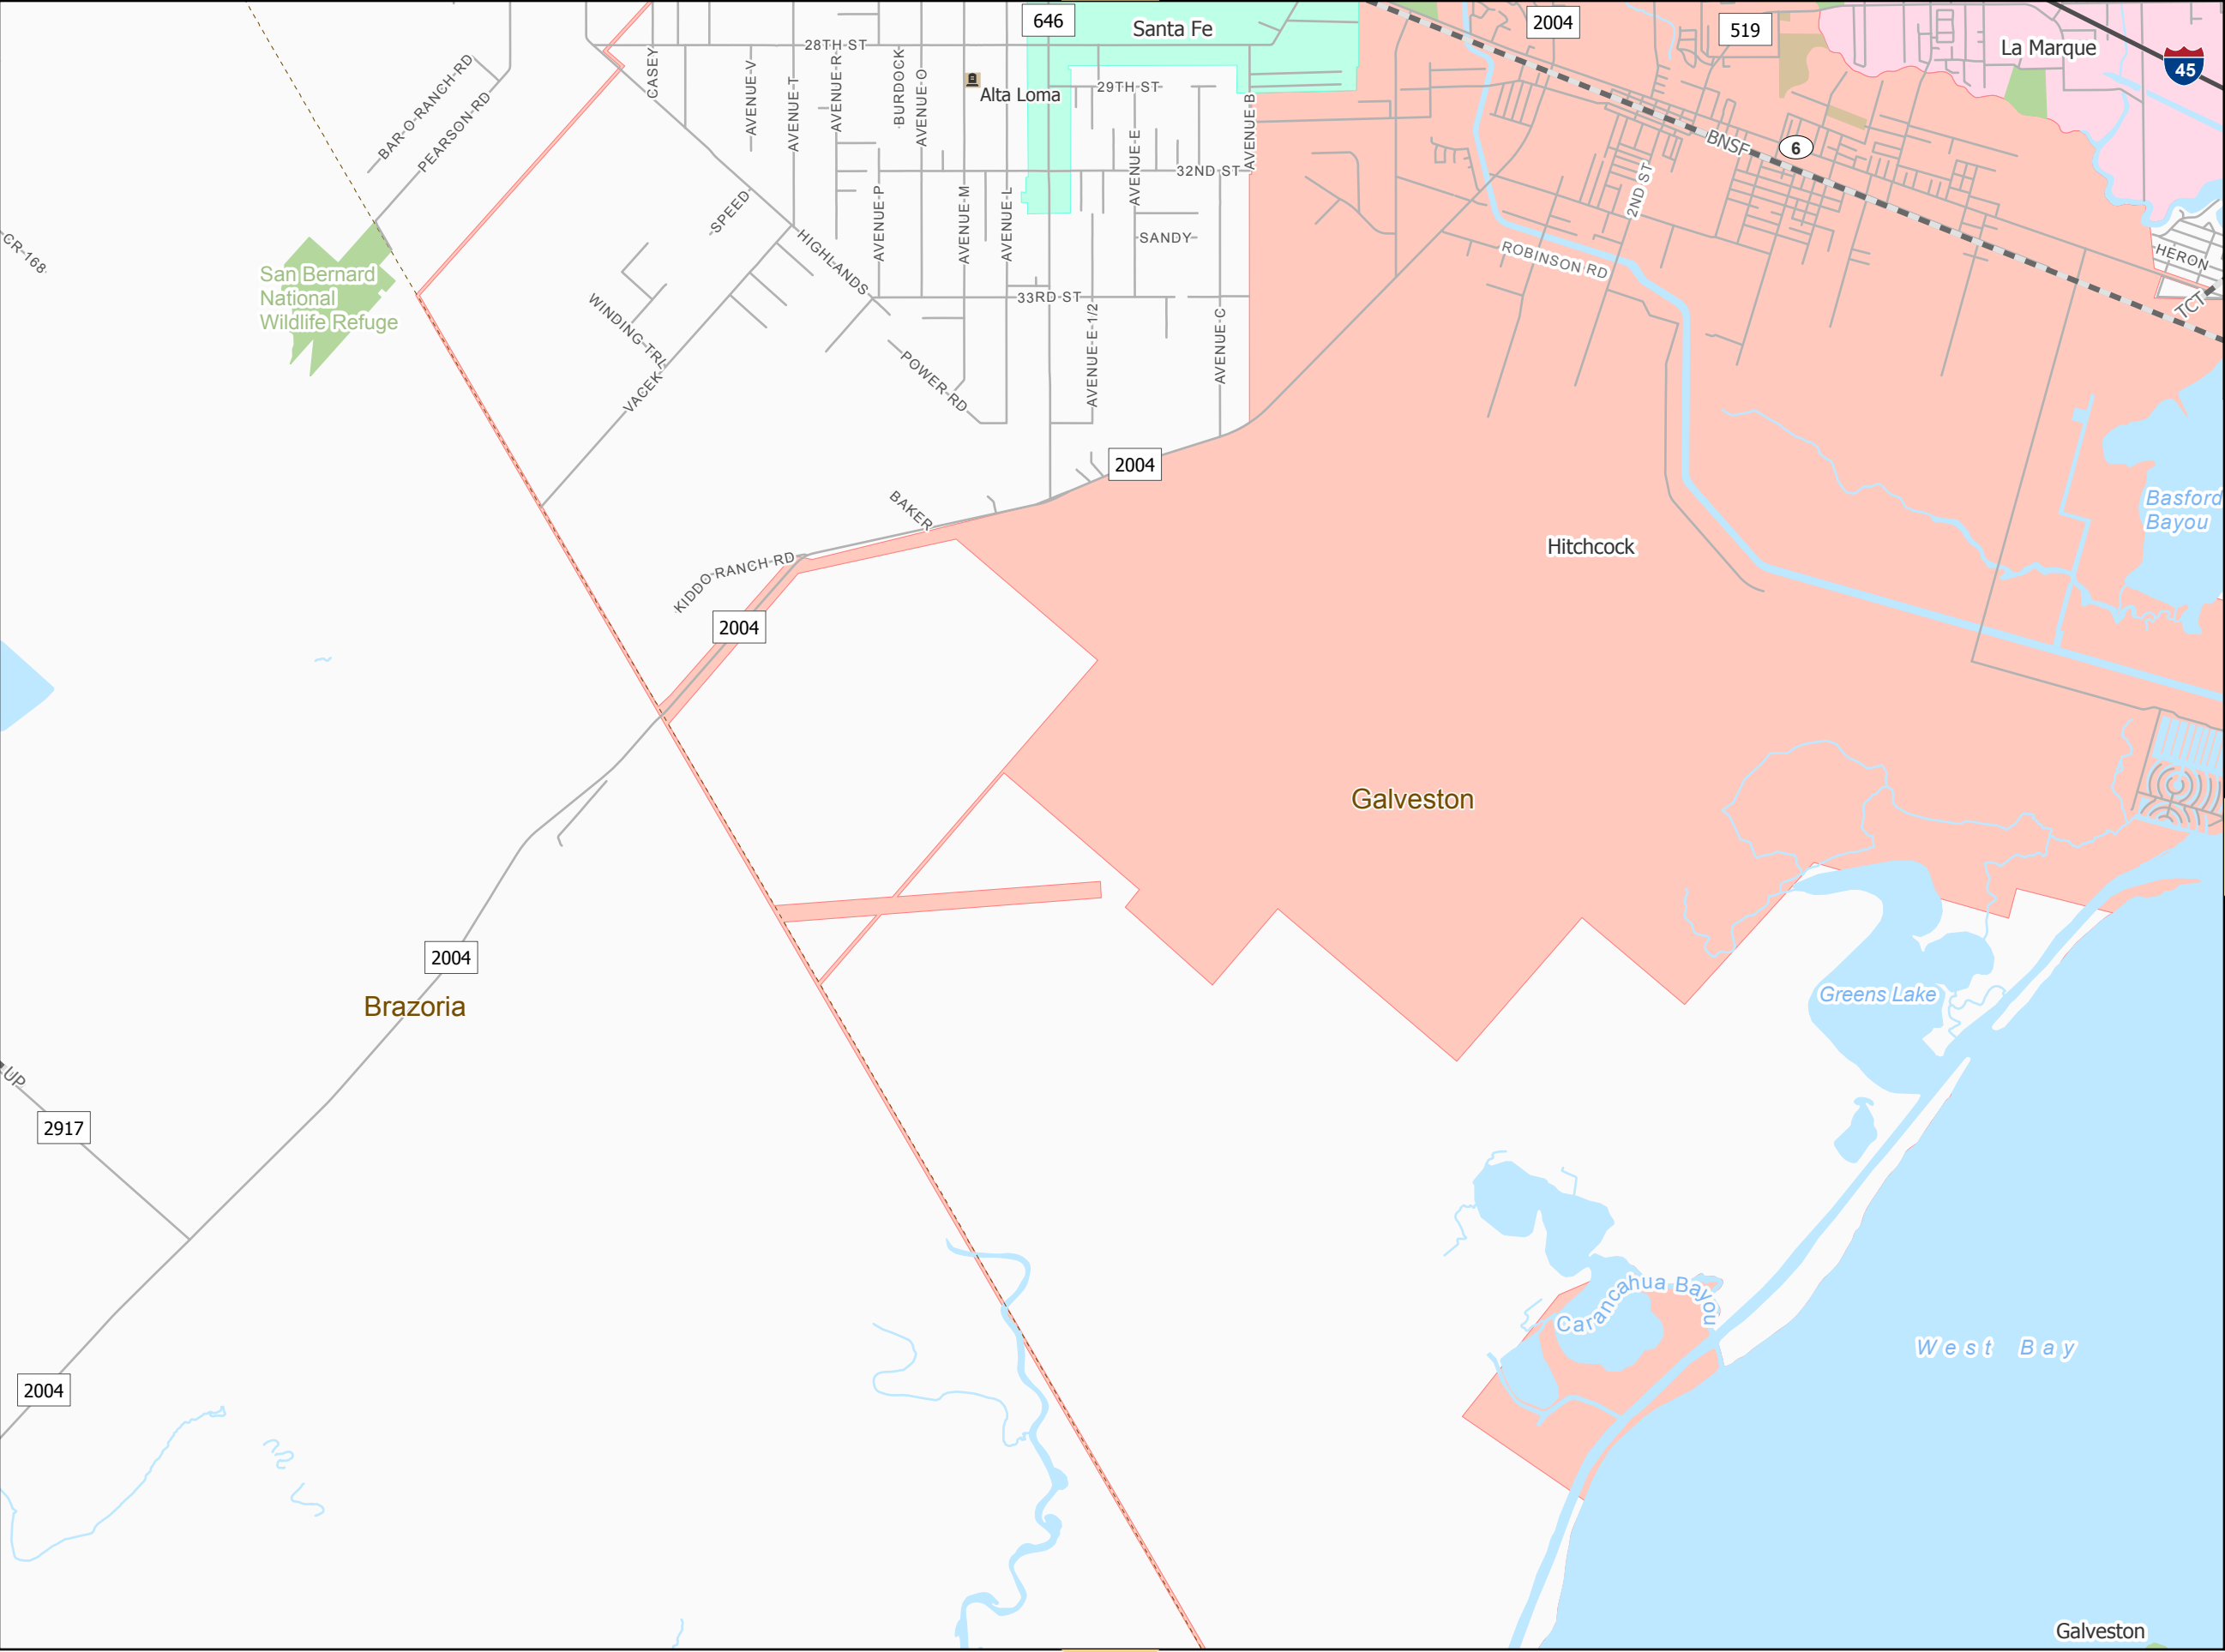 646
Santa Fe
2004
519
La Marque
45
28TH ST
CASEY
AVENUE V
AVENUE T
AVENUE R
BURDOCK
AVENUE O
Alta Loma
29TH ST
AVENUE B
BAR O RANCH RD
PEARSON RD
BNSF
6
AVENUE E
32ND ST
2ND ST
SPEED
AVENUE P
AVENUE M
AVENUE L
SANDY
HIGHLANDS
ROBINSON RD
HERON
TCT
CR 168
San Bernard
National
Wildlife Refuge
33RD ST
WINDING TRL
VACEK
POWER RD
AVENUE E 1/2
AVENUE C
2004
BAKER
Basford
Bayou
Hitchcock
KIDDO RANCH RD
2004
Galveston
2004
Brazoria
Greens Lake
UP
2917
Carancahua Bayou
West Bay
2004
Galveston